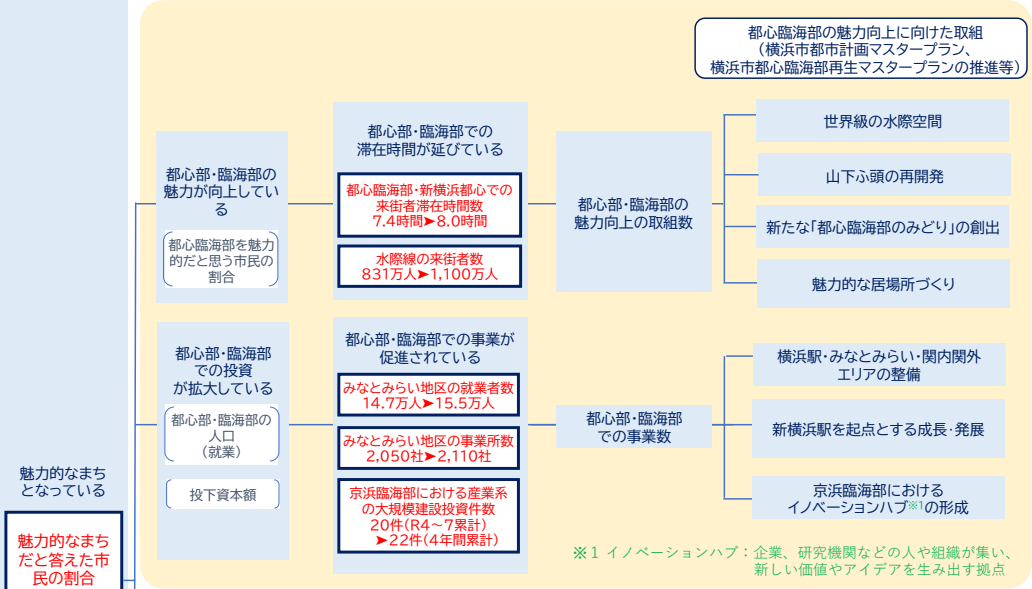 都心臨海部の魅力向上に向けた取組
（横浜市都市計画マスタープラン、
横浜市都心臨海部再生マスタープランの推進等）
魅力的なまち
となっている
魅力的なまち
だと答えた市
民の割合
都心部・臨海部の
魅力が向上してい
る
都心臨海部を魅力
的だと思う市民の
割合
都心部・臨海部での
滞在時間が延びている
都心臨海部・新横浜都心での
来街者滞在時間数
7.4時間➤8.0時間
水際線の来街者数
831万人➤1,100万人
都心部・臨海部の
魅力向上の取組数
世界級の水際空間
山下ふ頭の再開発
新たな「都心臨海部のみどり」の創出
魅力的な居場所づくり
都心部・臨海部
での投資
が拡大している
都心部・臨海部の
人口
（就業）
投下資本額
都心部・臨海部での事業が
促進されている
みなとみらい地区の就業者数
14.7万人➤15.5万人
みなとみらい地区の事業所数
2,050社➤2,110社
京浜臨海部における産業系
の大規模建設投資件数
20件(R4～7累計)
➤22件(4年間累計)
都心部・臨海部
での事業数
横浜駅・みなとみらい・関内関外
エリアの整備
新横浜駅を起点とする成長・発展
京浜臨海部における
イノベーションハブ※1の形成
※1 イノベーションハブ：企業、研究機関などの人や組織が集い、
新しい価値やアイデアを生み出す拠点